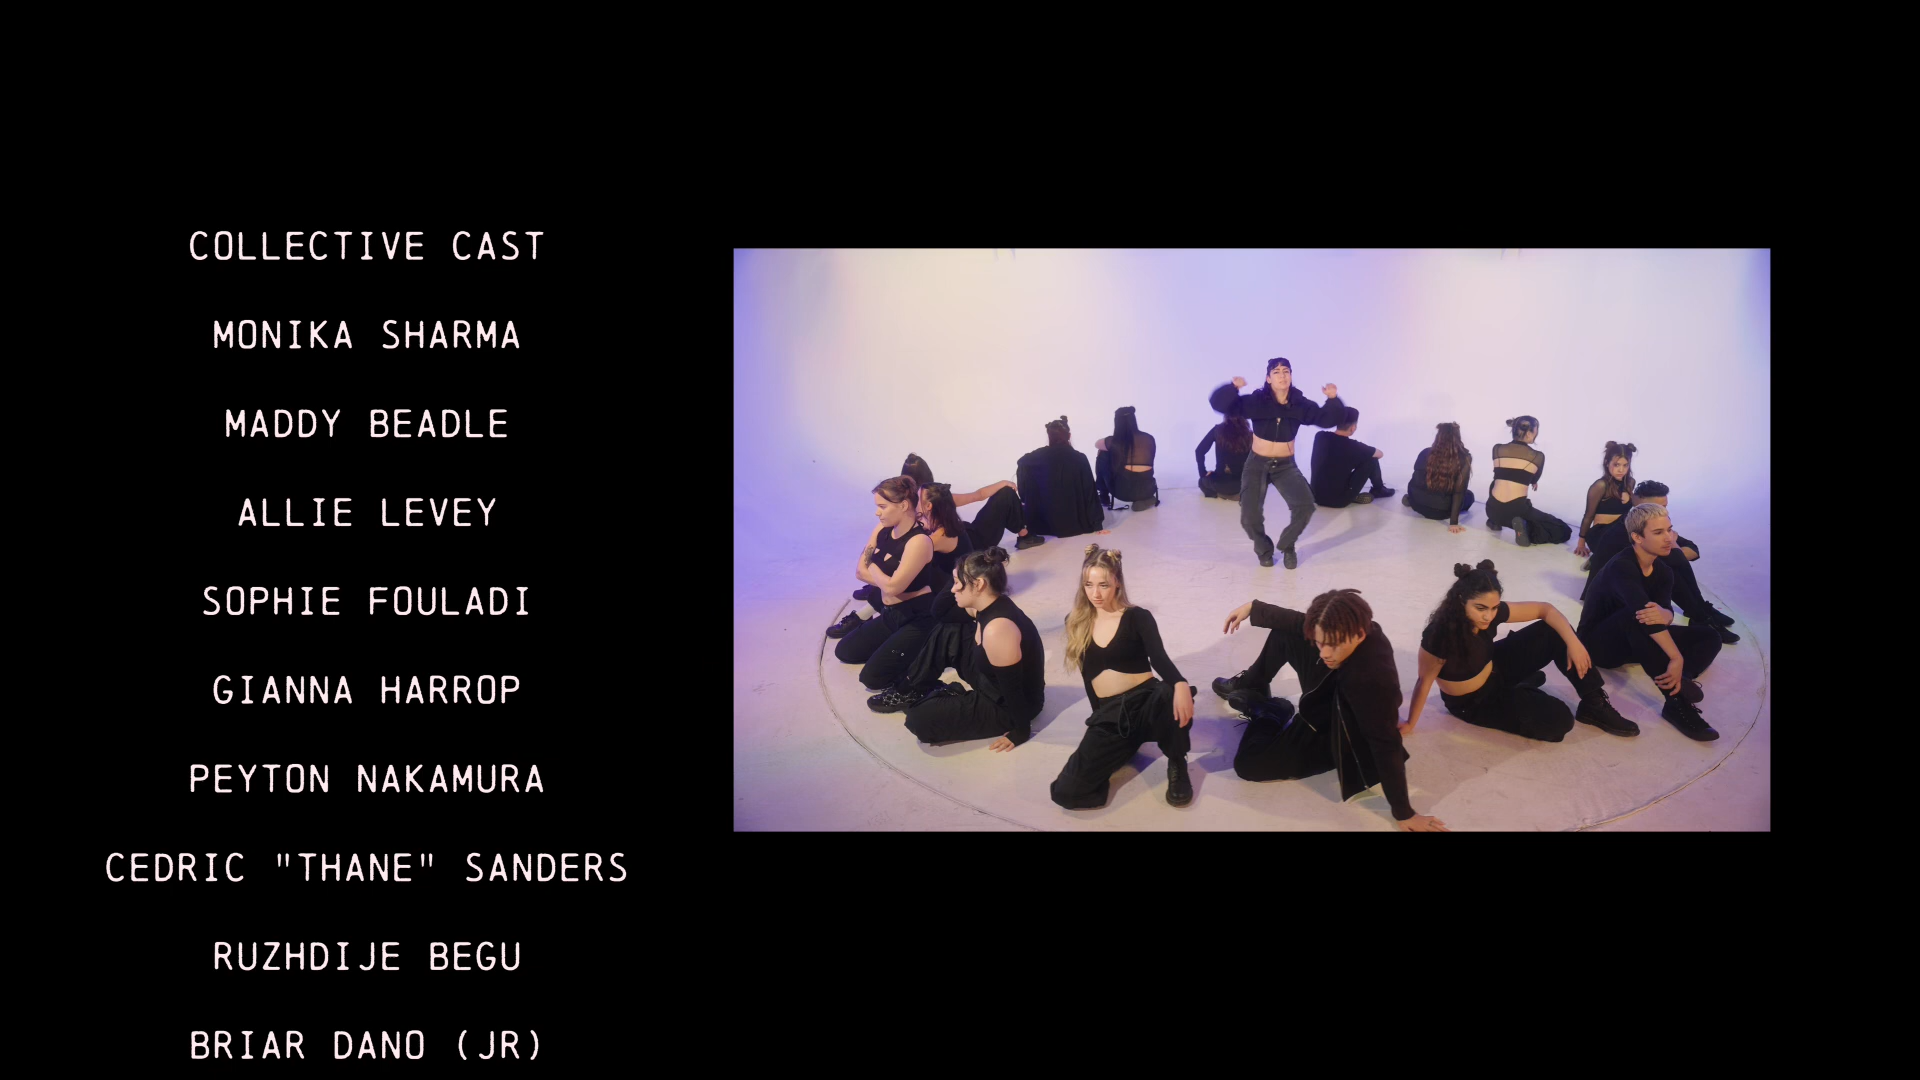 COLLECTIVE CAST
MONIKA SHARMA
MADDY BEADLE
ALLIE LEVEY
SOPHIE FOULADI
GIANNA HARROP
PEYTON NAKAMURA
CEDRIC "THANE" SANDERS
RUZHDIJE BEGU
BRIAR DANO (JR)